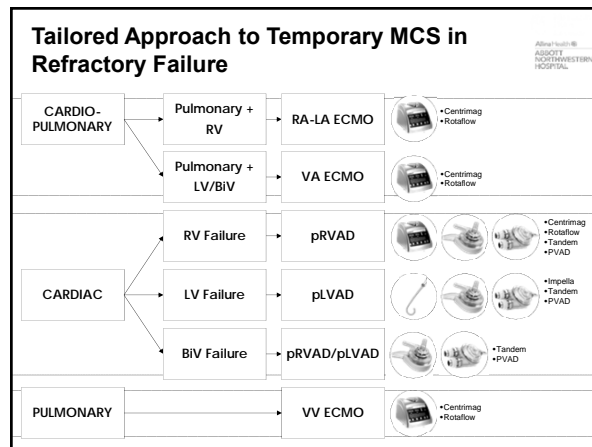 Tailored Approach to Temporary MCS in
Refractory Failure
Allina Health
ABBOTT
NORTHWESTERN
HOSPITAL
CARDIO-
PULMONARY
Pulmonary +
RV
RA-LA ECMO
•Centrimag
•Rotaflow
Pulmonary +
LV/BiV
VA ECMO
•Centrimag
•Rotaflow
CARDIAC
RV Failure
pRVAD
•Centrimag
•Rotaflow
•Tandem
•PVAD
LV Failure
pLVAD
•Impella
•Tandem
•PVAD
BiV Failure
pRVAD/pLVAD
•Tandem
•PVAD
PULMONARY
VV ECMO
•Centrimag
•Rotaflow